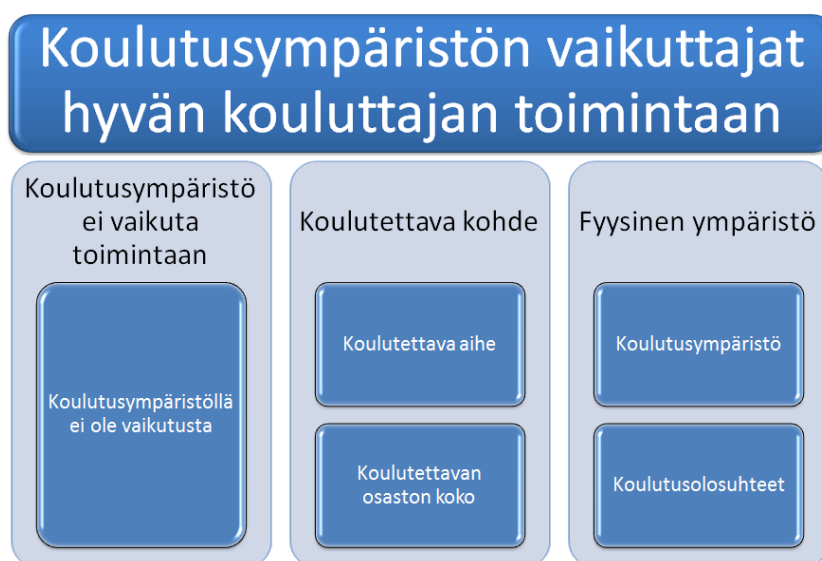 Koulutusympäristön vaikuttajat
hyvän kouluttajan toimintaan
Koulutusympäristö
ei vaikuta
toimintaan
Koulutusympäristöllä
ei ole vaikutusta
Koulutettava kohde
Koulutettava aihe
Koulutettavan
osaston koko
Fyysinen ympäristö
Koulutusympäristö
Koulutusolosuhteet